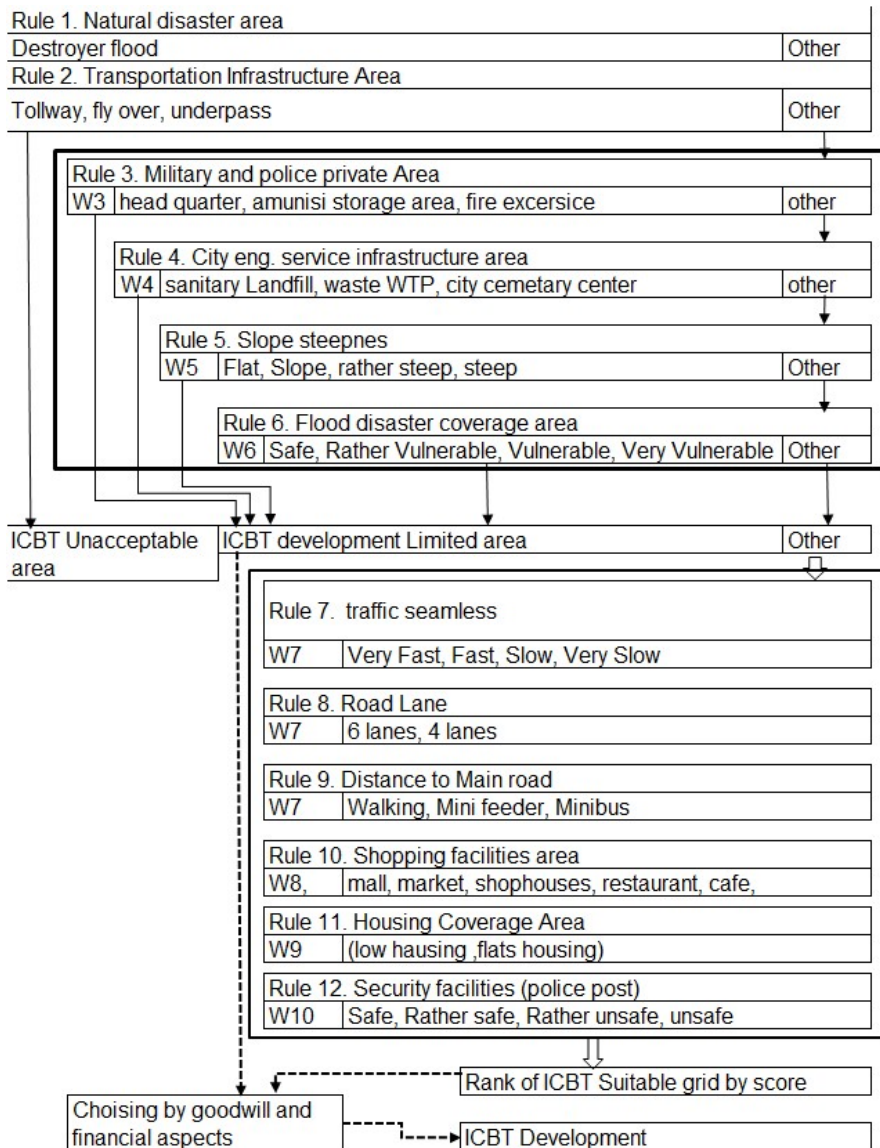 Rule 1. Natural disaster area
Destroyer flood Other
Rule 2. Transportation Infrastructure Area
Tollway, fly over, underpass Other
Rule 3. Military and police private Area
W3 head quarter, amunisi storage area, fire excersice other
Rule 4. City eng. service infrastructure area
W4 sanitary Landfill, waste WTP, city cemetary center other
Rule 5. Slope steepnes
W5 Flat, Slope, rather steep, steep Other
Rule 6. Flood disaster coverage area
W6 Safe, Rather Vulnerable, Vulnerable, Very Vulnerable Other
ICBT Unacceptable area
ICBT development Limited area Other
Rule 7. traffic seamless
W7 Very Fast, Fast, Slow, Very Slow
Rule 8. Road Lane
W7 6 lanes, 4 lanes
Rule 9. Distance to Main road
W7 Walking, Mini feeder, Minibus
Rule 10. Shopping facilities area
W8, mall, market, shophouses, restaurant, cafe,
Rule 11. Housing Coverage Area
W9 (low hausing ,flats housing)
Rule 12. Security facilities (police post)
W10 Safe, Rather safe, Rather unsafe, unsafe
Rank of ICBT Suitable grid by score
Choising by goodwill and
financial aspects
ICBT Development